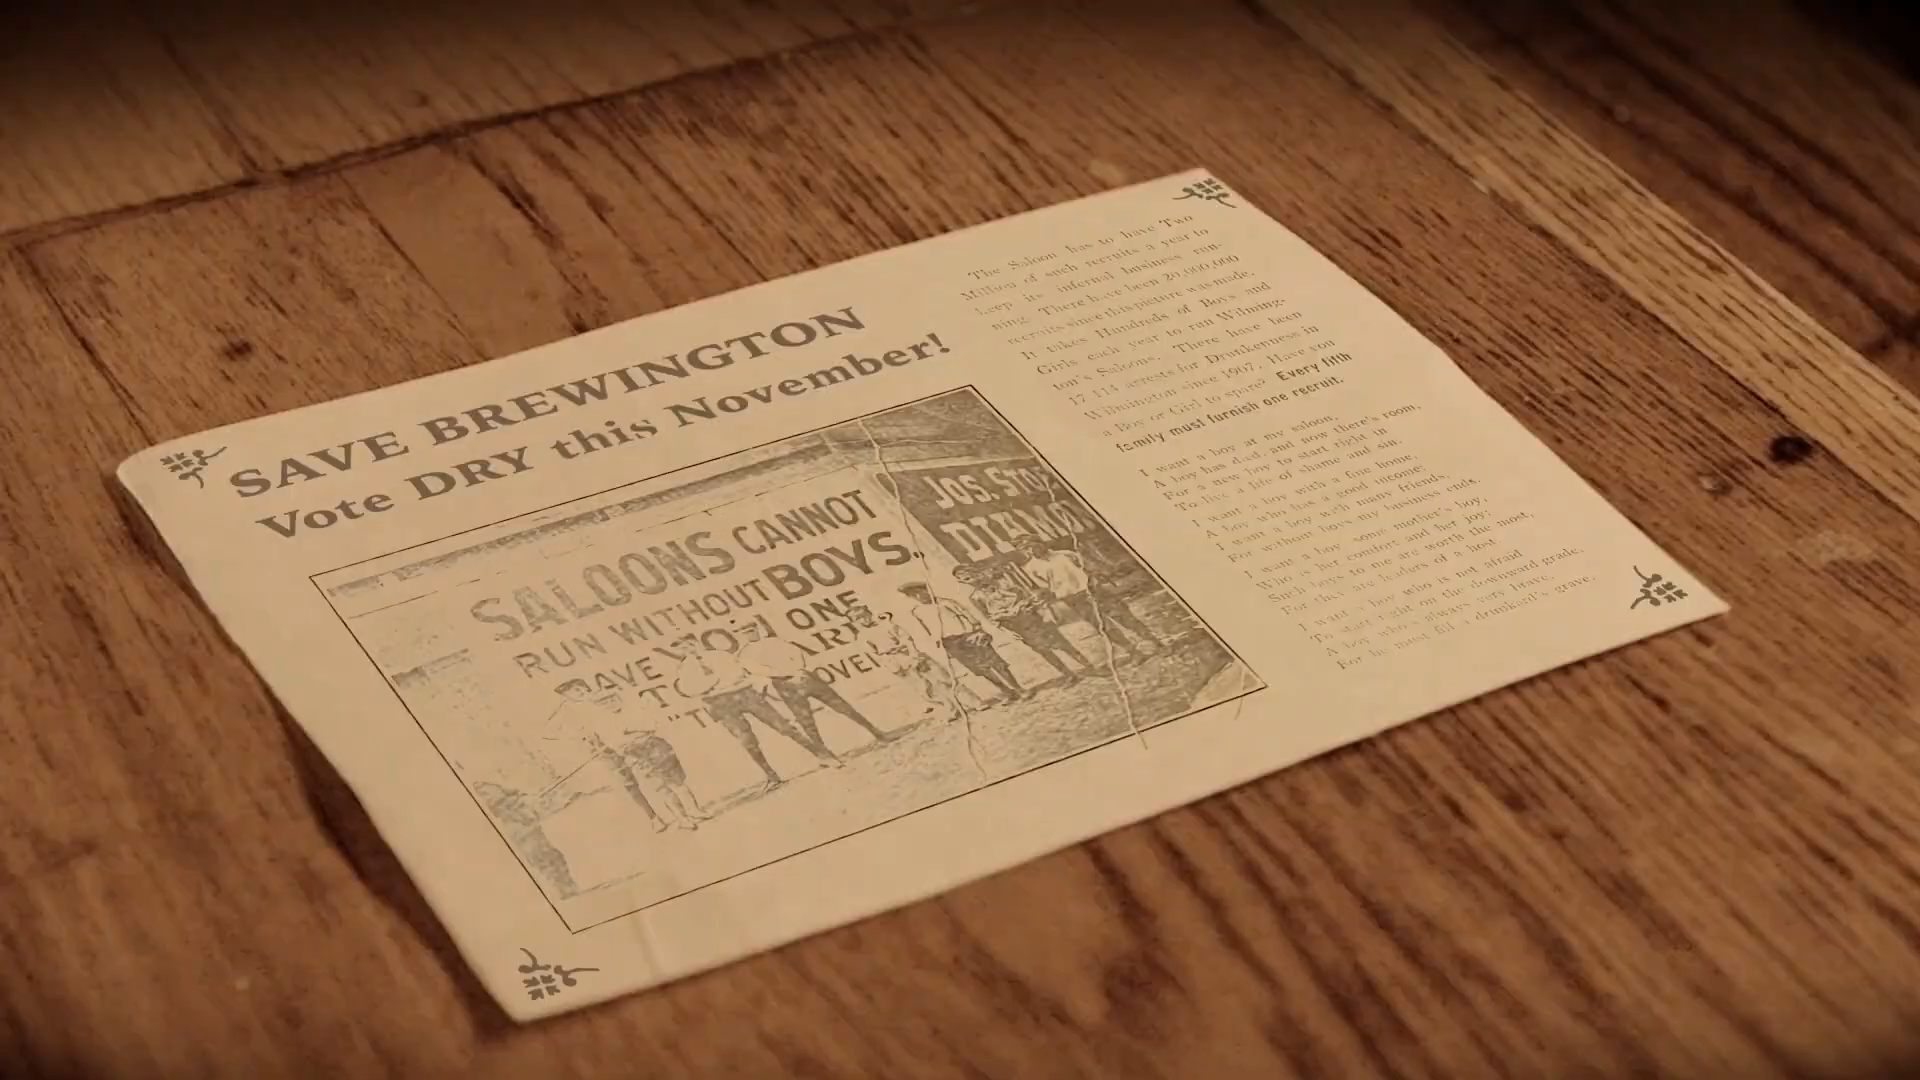 SAVE BREWINGTON
Vote DRY this November!
SALOONS CANNOT
RUN WITHOUT BOYS.
HAVE YOU ONE
TO
JOS. STO
The Saloon has to have Two
Million of such recruits a year to
keep its infernal business run-
ning. There have been 20,000,000
recruits since this picture was made.
It takes Hundreds of Boys and
Girls each year to run Wilming-
ton's Saloons. There have been
17,114 arrests for Drunkenness in
Wilmington since 1907. Have you
a Boy or Girl to spare? Every fifth
family must furnish one recruit.
I want a boy at my saloon,
A boy has died and now there's room,
For a new boy to start right in
To live a life of shame and sin.
I want a boy with a fine home,
A boy who has a good income;
I want a boy with many friends,
For without boys my business ends.
I want a boy some mother's boy,
Who is her comfort and her joy;
Such boys to me are worth the most,
For they are leaders of a host.
I want a boy who is not afraid
To start right on the downward grade,
A boy who's always very brave,
For he must fill a drunkard's grave.